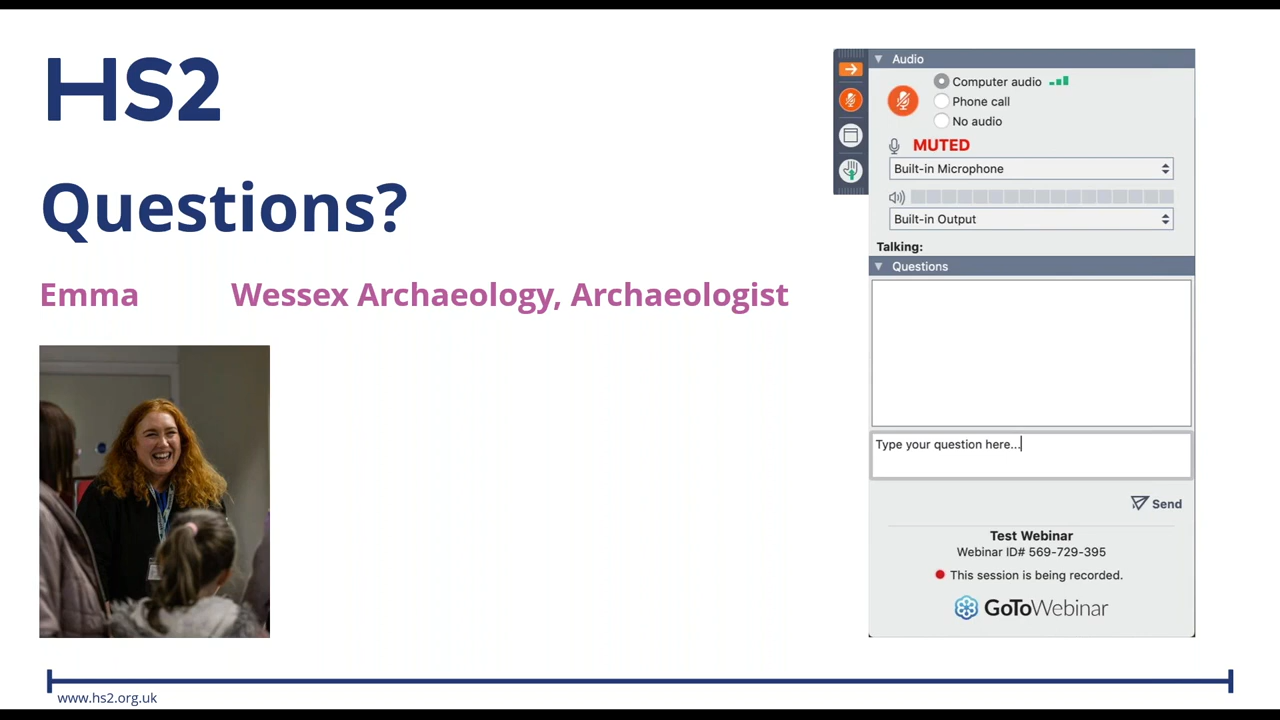 HS2
Questions?
Emma Wessex Archaeology, Archaeologist
www.hs2.org.uk
Audio
Computer audio
Phone call
No audio
MUTED
Built-in Microphone
Built-in Output
Talking:
Questions
Type your question here...
Send
Test Webinar
Webinar ID# 569-729-395
This session is being recorded.
GoToWebinar